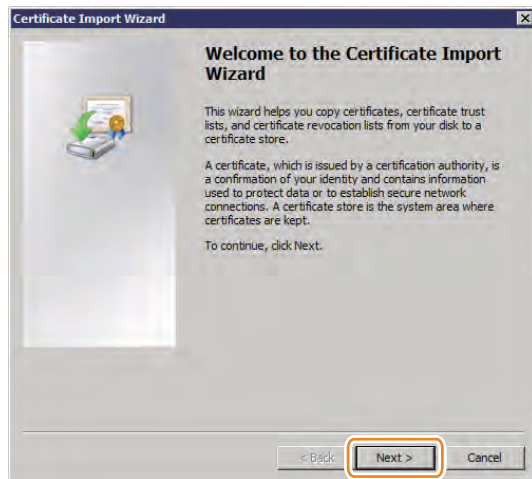 Certificate Import Wizard
Welcome to the Certificate Import
Wizard
This wizard helps you copy certificates, certificate trust
lists, and certificate revocation lists from your disk to a
certificate store.
A certificate, which is issued by a certification authority, is
a confirmation of your identity and contains information
used to protect data or to establish secure network
connections. A certificate store is the system area where
certificates are kept.
To continue, click Next.
< Back Next > Cancel